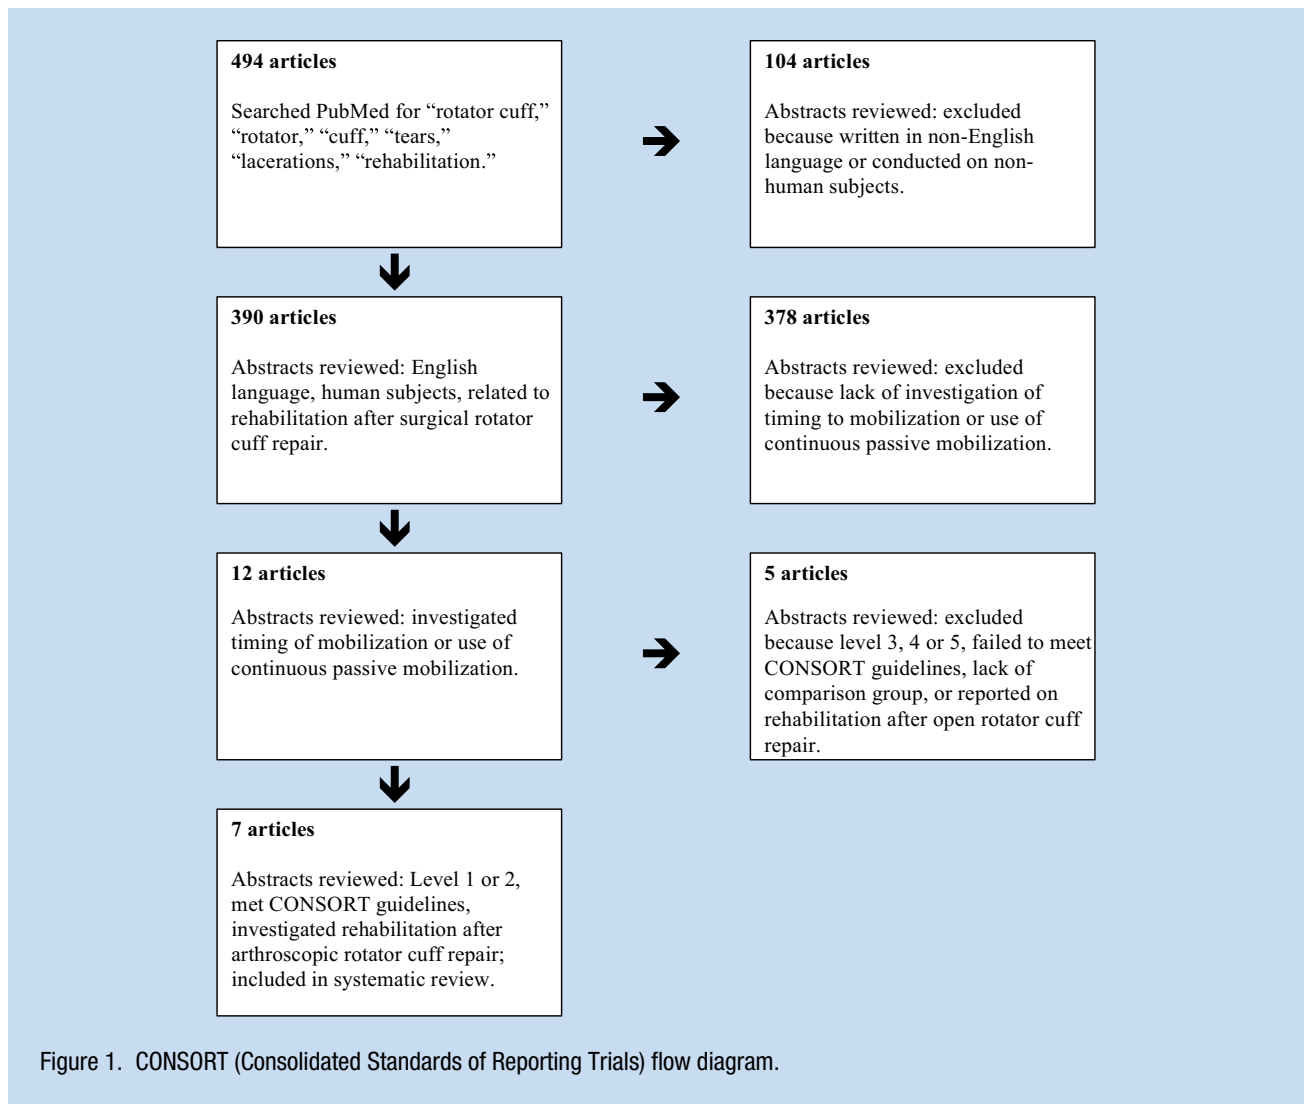 494 articles
Searched PubMed for “rotator cuff,”
“rotator,” “cuff,” “tears,”
“lacerations,” “rehabilitation.”
104 articles
Abstracts reviewed: excluded
because written in non-English
language or conducted on non-
human subjects.
390 articles
Abstracts reviewed: English
language, human subjects, related to
rehabilitation after surgical rotator
cuff repair.
378 articles
Abstracts reviewed: excluded
because lack of investigation of
timing to mobilization or use of
continuous passive mobilization.
12 articles
Abstracts reviewed: investigated
timing of mobilization or use of
continuous passive mobilization.
5 articles
Abstracts reviewed: excluded
because level 3, 4 or 5, failed to meet
CONSORT guidelines, lack of
comparison group, or reported on
rehabilitation after open rotator cuff
repair.
7 articles
Abstracts reviewed: Level 1 or 2,
met CONSORT guidelines,
investigated rehabilitation after
arthroscopic rotator cuff repair;
included in systematic review.
Figure 1. CONSORT (Consolidated Standards of Reporting Trials) flow diagram.